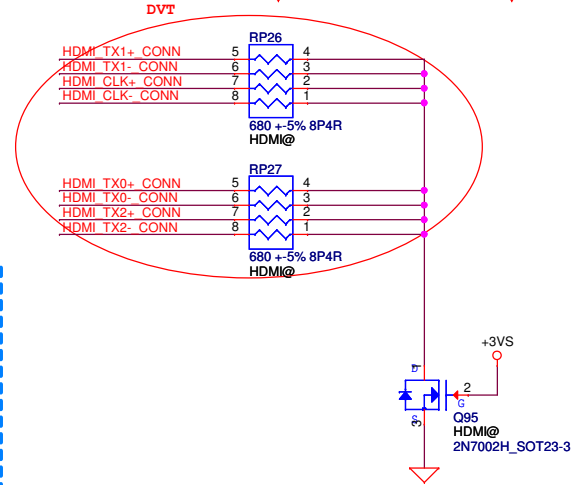 DVT
RP26
HDMI_TX1+_CONN 5 4
HDMI_TX1-_CONN 6 3
HDMI_CLK+_CONN 7 2
HDMI_CLK-_CONN 8 1
680 +-5% 8P4R
HDMI@
RP27
HDMI_TX0+_CONN 5 4
HDMI_TX0-_CONN 6 3
HDMI_TX2+_CONN 7 2
HDMI_TX2-_CONN 8 1
680 +-5% 8P4R
HDMI@
+3VS
D 1
2
G
S 3
Q95
HDMI@
2N7002H_SOT23-3